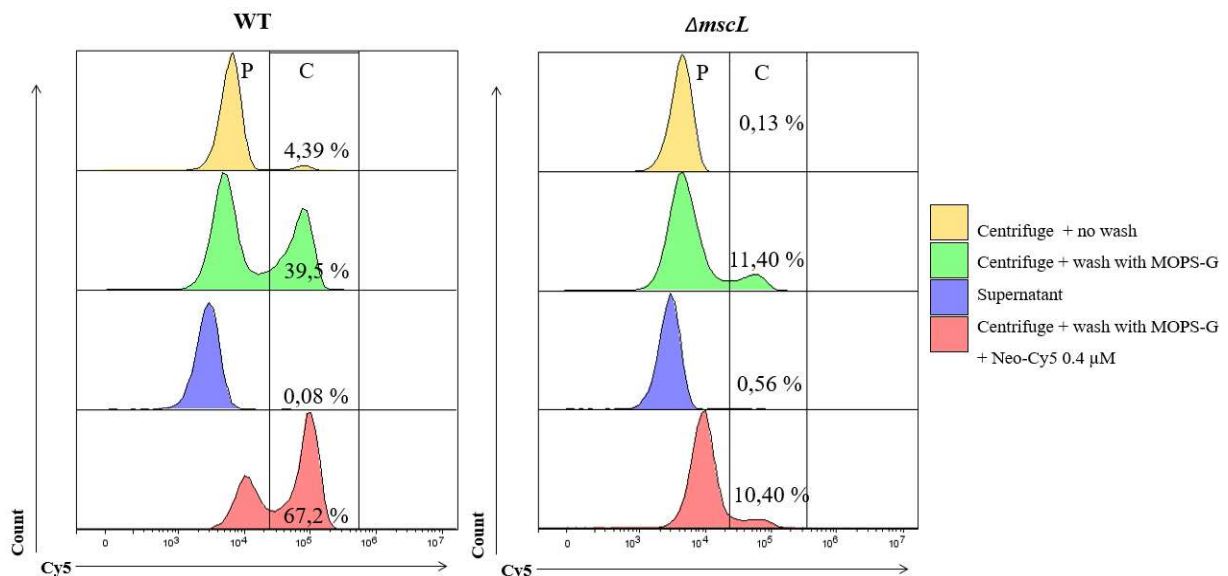 WT
ΔmscL
P C
4,39 %
39,5 %
0,08 %
67,2 %
0 10³ 10⁴ 10⁵ 10⁶ 10⁷
Count
Cy5
P C
0,13 %
11,40 %
0,56 %
10,40 %
0 10³ 10⁴ 10⁵ 10⁶ 10⁷
Count
Cy5
Centrifuge + no wash
Centrifuge + wash with MOPS-G
Supernatant
Centrifuge + wash with MOPS-G
+ Neo-Cy5 0.4 μM